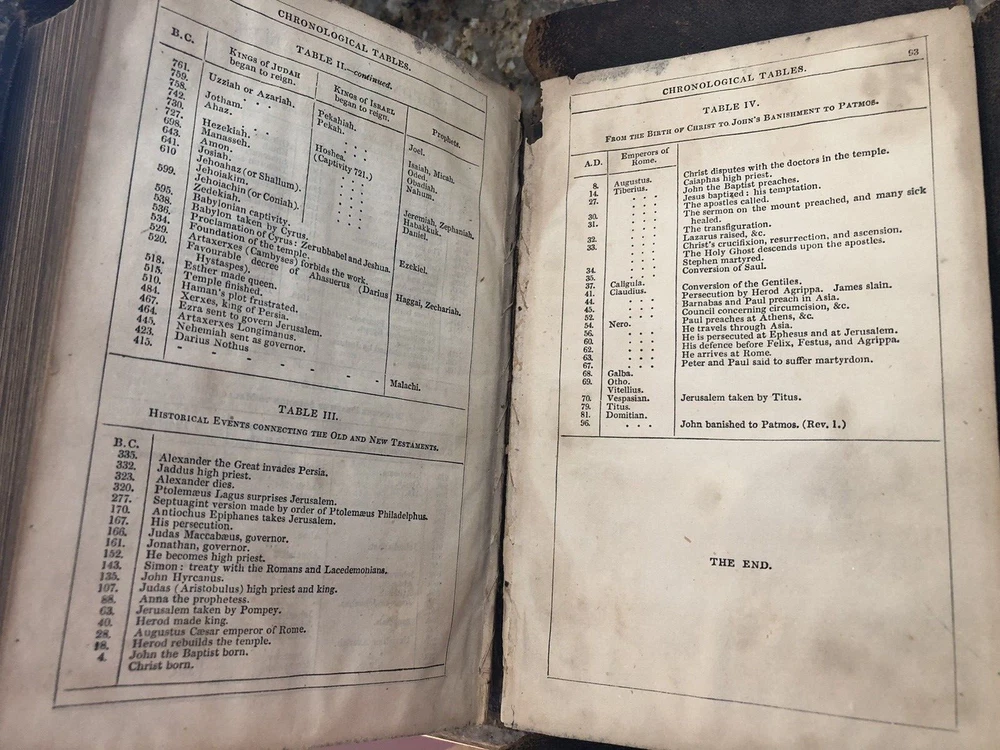 CHRONOLOGICAL TABLES.
TABLE II.—continued.
B.C. KINGS OF JUDAH began to reign. KINGS OF ISRAEL began to reign. Prophets.
761. Pekahiah.
759. Uzziah or Azariah. Pekah.
758. Jotham. Joel.
742. Ahaz. Isaiah, Micah.
730. Hoshea. Oded.
727. Hezekiah. (Captivity 721.) Obadiah.
698. Manasseh. Nahum.
643. Amon.
641. Josiah. Jeremiah, Zephaniah.
610 Jehoahaz (or Shallum). Habakkuk.
Jehoiakim. Daniel.
599. Jehoiachin (or Coniah).
Zedekiah. Ezekiel.
595. Babylonian captivity.
538. Babylon taken by Cyrus.
536. Proclamation of Cyrus: Zerubbabel and Jeshua.
534. Foundation of the temple.
529. Artaxerxes (Cambyses) forbids the work.
520. Favourable decree of Ahasuerus (Darius Haggai, Zechariah.
Hystaspes).
518. Esther made queen.
515. Temple finished.
510. Haman's plot frustrated.
484. Xerxes, king of Persia.
467. Ezra sent to govern Jerusalem.
464. Artaxerxes Longimanus.
445. Nehemiah sent as governor.
423. Darius Nothus
415. - - - - - - Malachi.
TABLE III.
HISTORICAL EVENTS CONNECTING THE OLD AND NEW TESTAMENTS.
B.C.
335. Alexander the Great invades Persia.
332. Jaddus high priest.
323. Alexander dies.
320. Ptolemæus Lagus surprises Jerusalem.
277. Septuagint version made by order of Ptolemæus Philadelphus.
170. Antiochus Epiphanes takes Jerusalem.
167. His persecution.
166. Judas Maccabæus, governor.
161. Jonathan, governor.
152. He becomes high priest.
143. Simon: treaty with the Romans and Lacedemonians.
135. John Hyrcanus.
107. Judas (Aristobulus) high priest and king.
88. Anna the prophetess.
63. Jerusalem taken by Pompey.
40. Herod made king.
28. Augustus Cæsar emperor of Rome.
18. Herod rebuilds the temple.
4. John the Baptist born.
Christ born.
93
CHRONOLOGICAL TABLES.
TABLE IV.
FROM THE BIRTH OF CHRIST TO JOHN'S BANISHMENT TO PATMOS.
A.D. Emperors of Rome.
8. Augustus. Christ disputes with the doctors in the temple.
14. Tiberius. Caiaphas high priest.
27. . . . . John the Baptist preaches.
. . . . Jesus baptized: his temptation.
30. . . . . The apostles called.
31. . . . . The sermon on the mount preached, and many sick
healed.
32. . . . . The transfiguration.
33. . . . . Lazarus raised, &c.
Christ's crucifixion, resurrection, and ascension.
The Holy Ghost descends upon the apostles.
34. . . . . Stephen martyred.
35. . . . . Conversion of Saul.
37. Caligula.
41. Claudius. Conversion of the Gentiles.
44. . . . . Persecution by Herod Agrippa. James slain.
45. . . . . Barnabas and Paul preach in Asia.
52. . . . . Council concerning circumcision, &c.
54. Nero. Paul preaches at Athens, &c.
56. . . . . He travels through Asia.
60. . . . . He is persecuted at Ephesus and at Jerusalem.
62. . . . . His defence before Felix, Festus, and Agrippa.
63. . . . . He arrives at Rome.
67. . . . . Peter and Paul said to suffer martyrdom.
68. Galba.
69. Otho.
Vitellius.
70. Vespasian. Jerusalem taken by Titus.
79. Titus.
81. Domitian.
96. . . . John banished to Patmos. (Rev. 1.)
THE END.